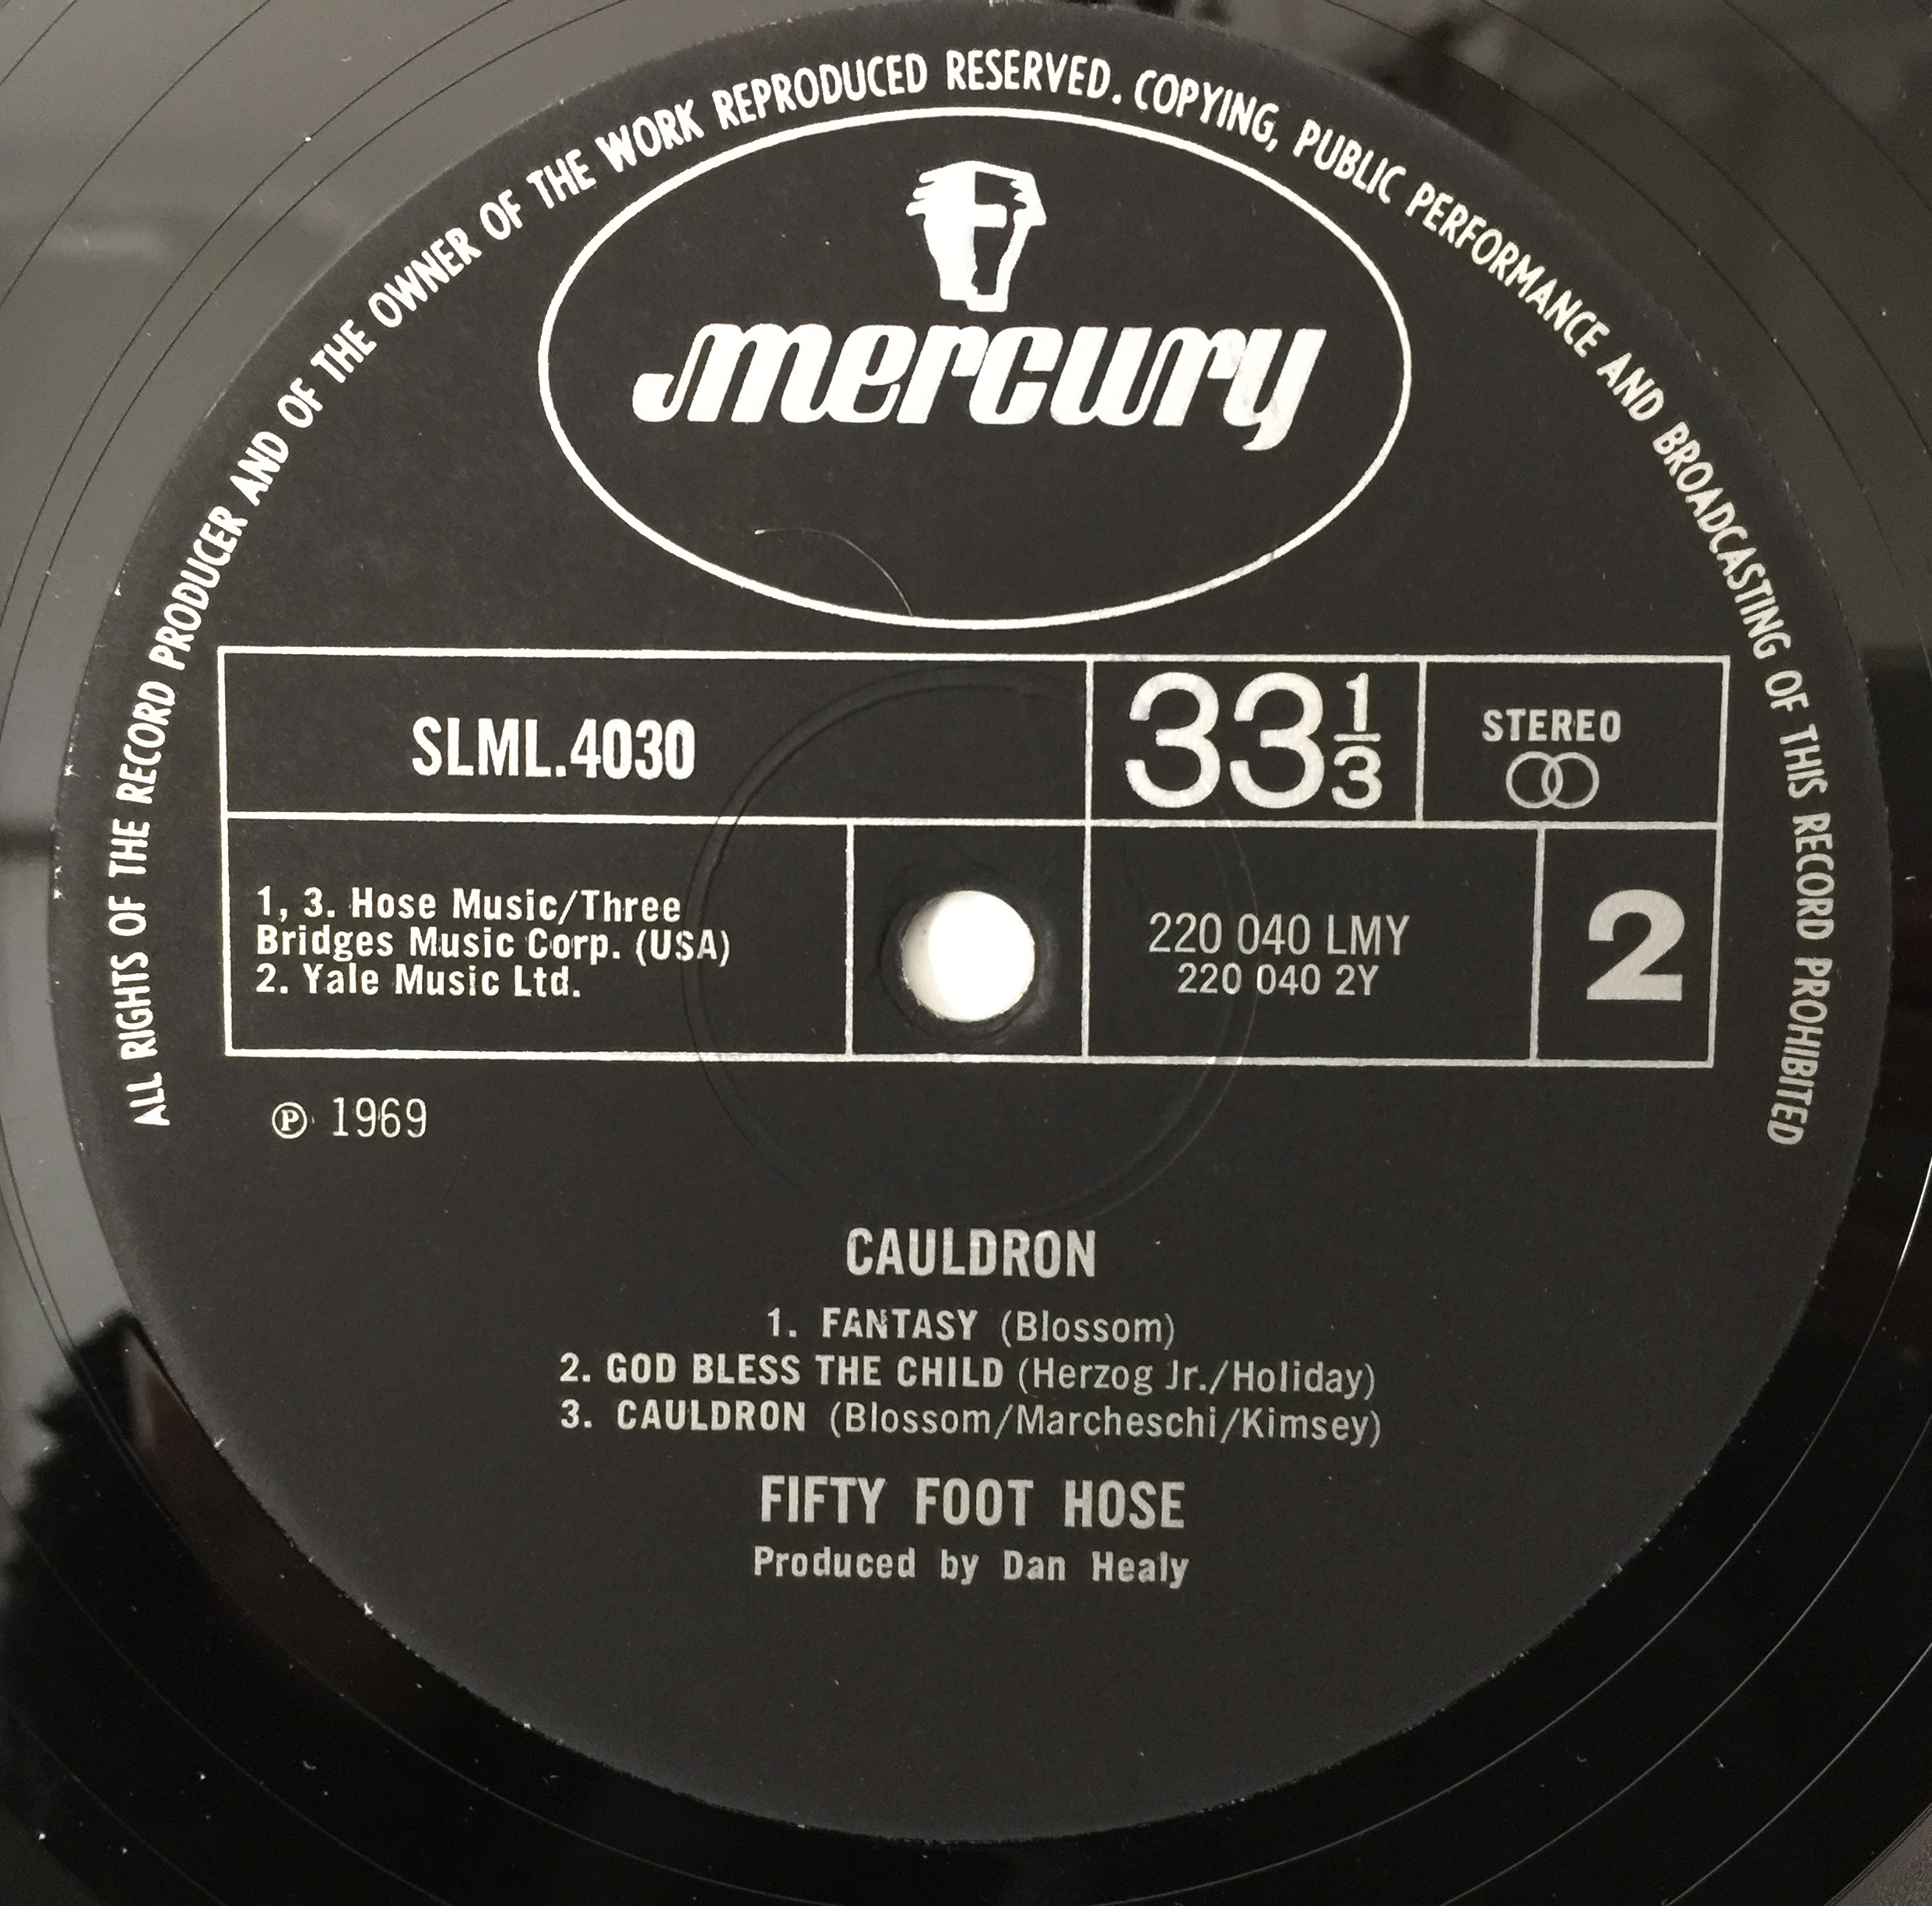 ALL RIGHTS OF THE RECORD PRODUCER AND OF THE OWNER OF THE WORK REPRODUCED RESERVED. COPYING, PUBLIC PERFORMANCE AND BROADCASTING OF THIS RECORD PROHIBITED
mercury
SLML.4030
33 1/3
STEREO
1, 3. Hose Music/Three
Bridges Music Corp. (USA)
2. Yale Music Ltd.
220 040 LMY
220 040 2Y
2
℗ 1969
CAULDRON
1. FANTASY (Blossom)
2. GOD BLESS THE CHILD (Herzog Jr./Holiday)
3. CAULDRON (Blossom/Marcheschi/Kimsey)
FIFTY FOOT HOSE
Produced by Dan Healy